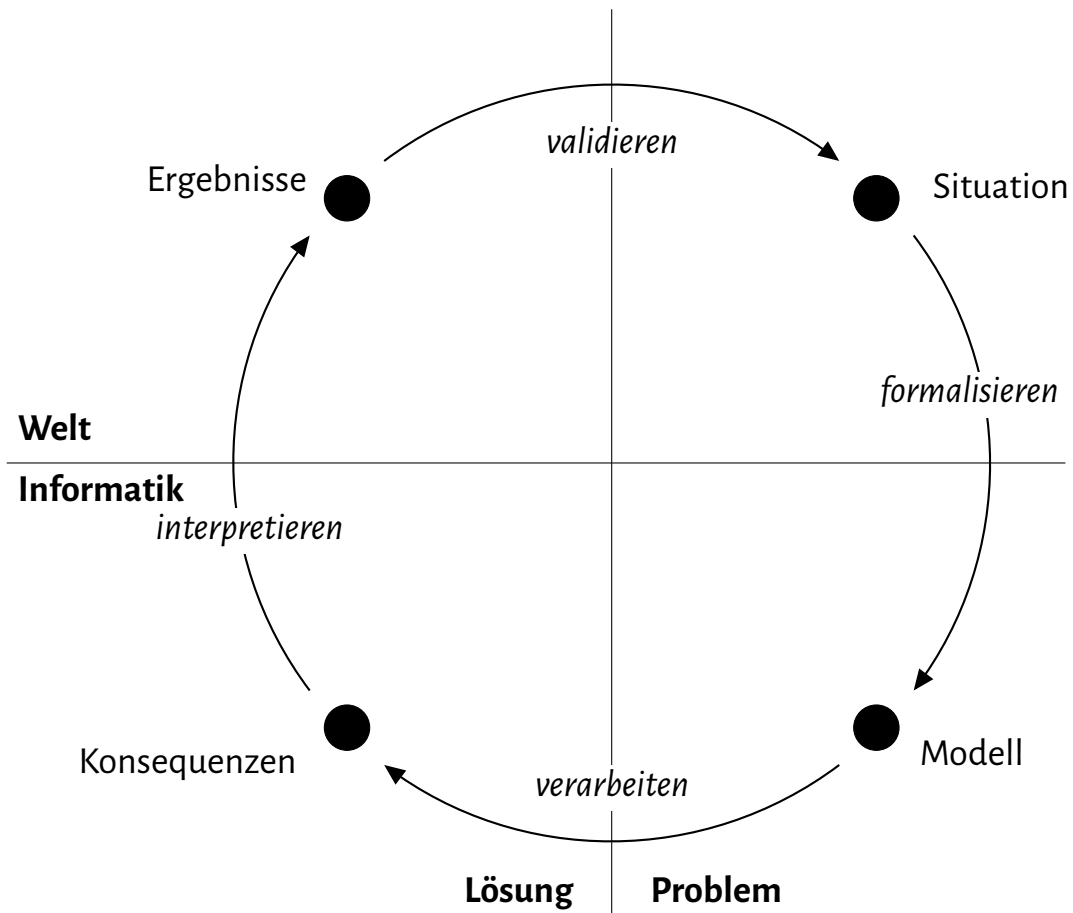 validieren
Ergebnisse
Situation
formalisieren
Welt
Informatik
interpretieren
Konsequenzen
Modell
verarbeiten
Lösung
Problem